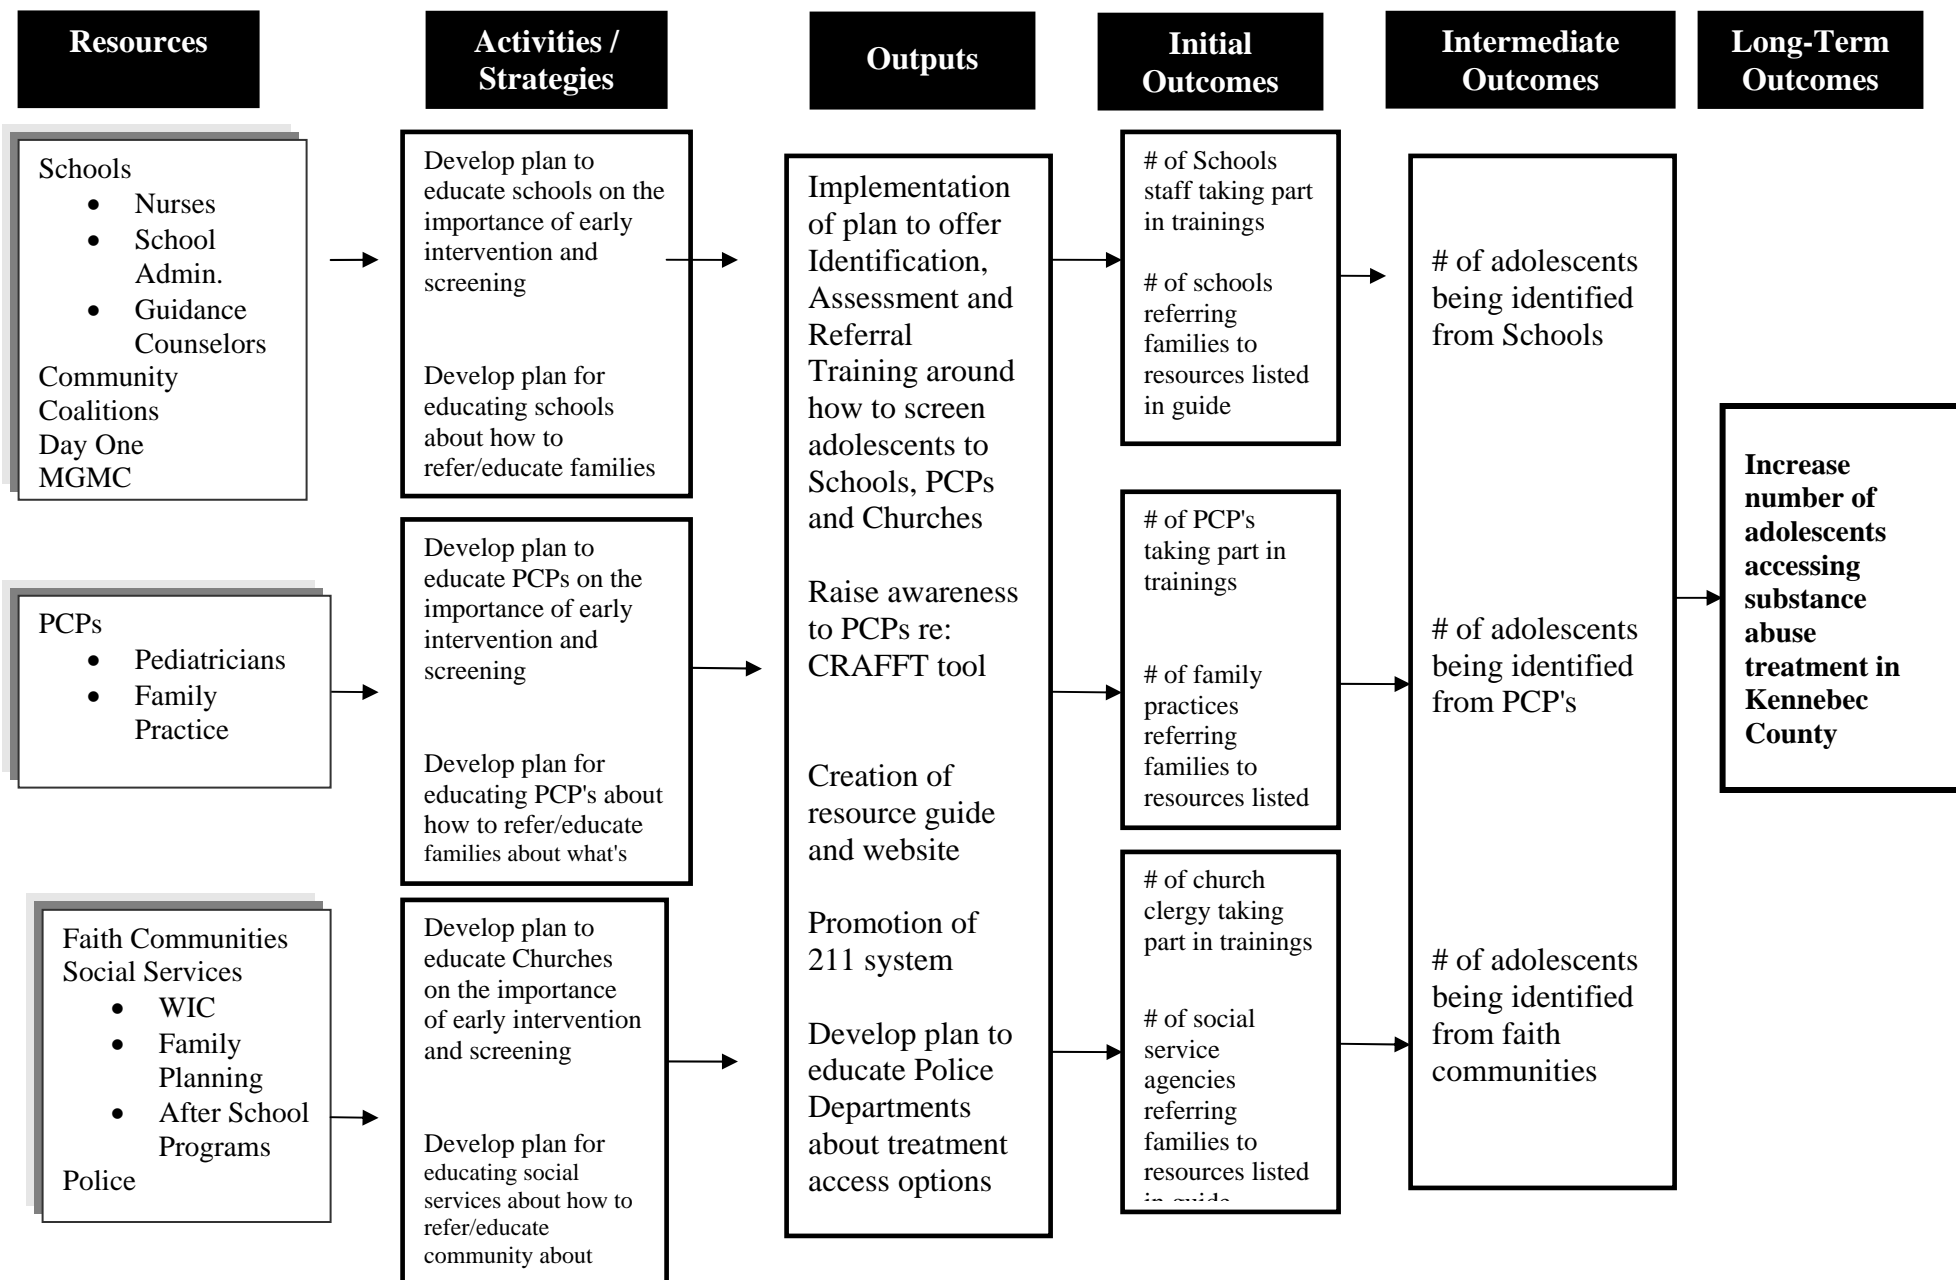 Resources
Activities /
Strategies
Outputs
Initial
Outcomes
Intermediate
Outcomes
Long-Term
Outcomes
Schools
• Nurses
• School
Admin.
• Guidance
Counselors
Community
Coalitions
Day One
MGMC
PCPs
• Pediatricians
• Family
Practice
Faith Communities
Social Services
• WIC
• Family
Planning
• After School
Programs
Police
Develop plan to
educate schools on the
importance of early
intervention and
screening
Develop plan for
educating schools
about how to
refer/educate families
Develop plan to
educate PCPs on the
importance of early
intervention and
screening
Develop plan for
educating PCP's about
how to refer/educate
families about what's
Develop plan to
educate Churches
on the importance
of early intervention
and screening
Develop plan for
educating social
services about how to
refer/educate
community about
Implementation
of plan to offer
Identification,
Assessment and
Referral
Training around
how to screen
adolescents to
Schools, PCPs
and Churches
Raise awareness
to PCPs re:
CRAFFT tool
Creation of
resource guide
and website
Promotion of
211 system
Develop plan to
educate Police
Departments
about treatment
access options
# of Schools
staff taking part
in trainings
# of schools
referring
families to
resources listed
in guide
# of PCP's
taking part in
trainings
# of family
practices
referring
families to
resources listed
# of church
clergy taking
part in trainings
# of social
service
agencies
referring
families to
resources listed
in guide
# of adolescents
being identified
from Schools
# of adolescents
being identified
from PCP's
# of adolescents
being identified
from faith
communities
Increase
number of
adolescents
accessing
substance
abuse
treatment in
Kennebec
County